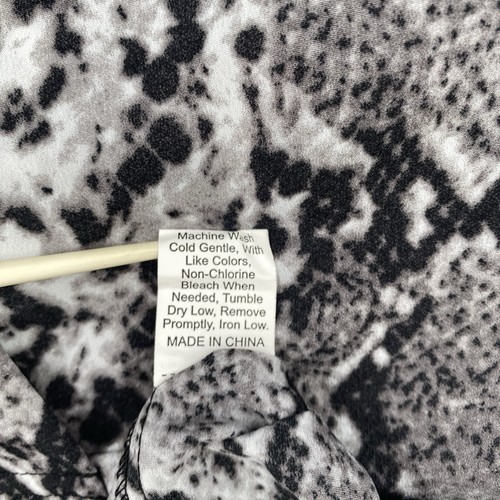 Machine Wash
Cold Gentle, With
Like Colors,
Non-Chlorine
Bleach When
Needed, Tumble
Dry Low, Remove
Promptly, Iron Low.
MADE IN CHINA